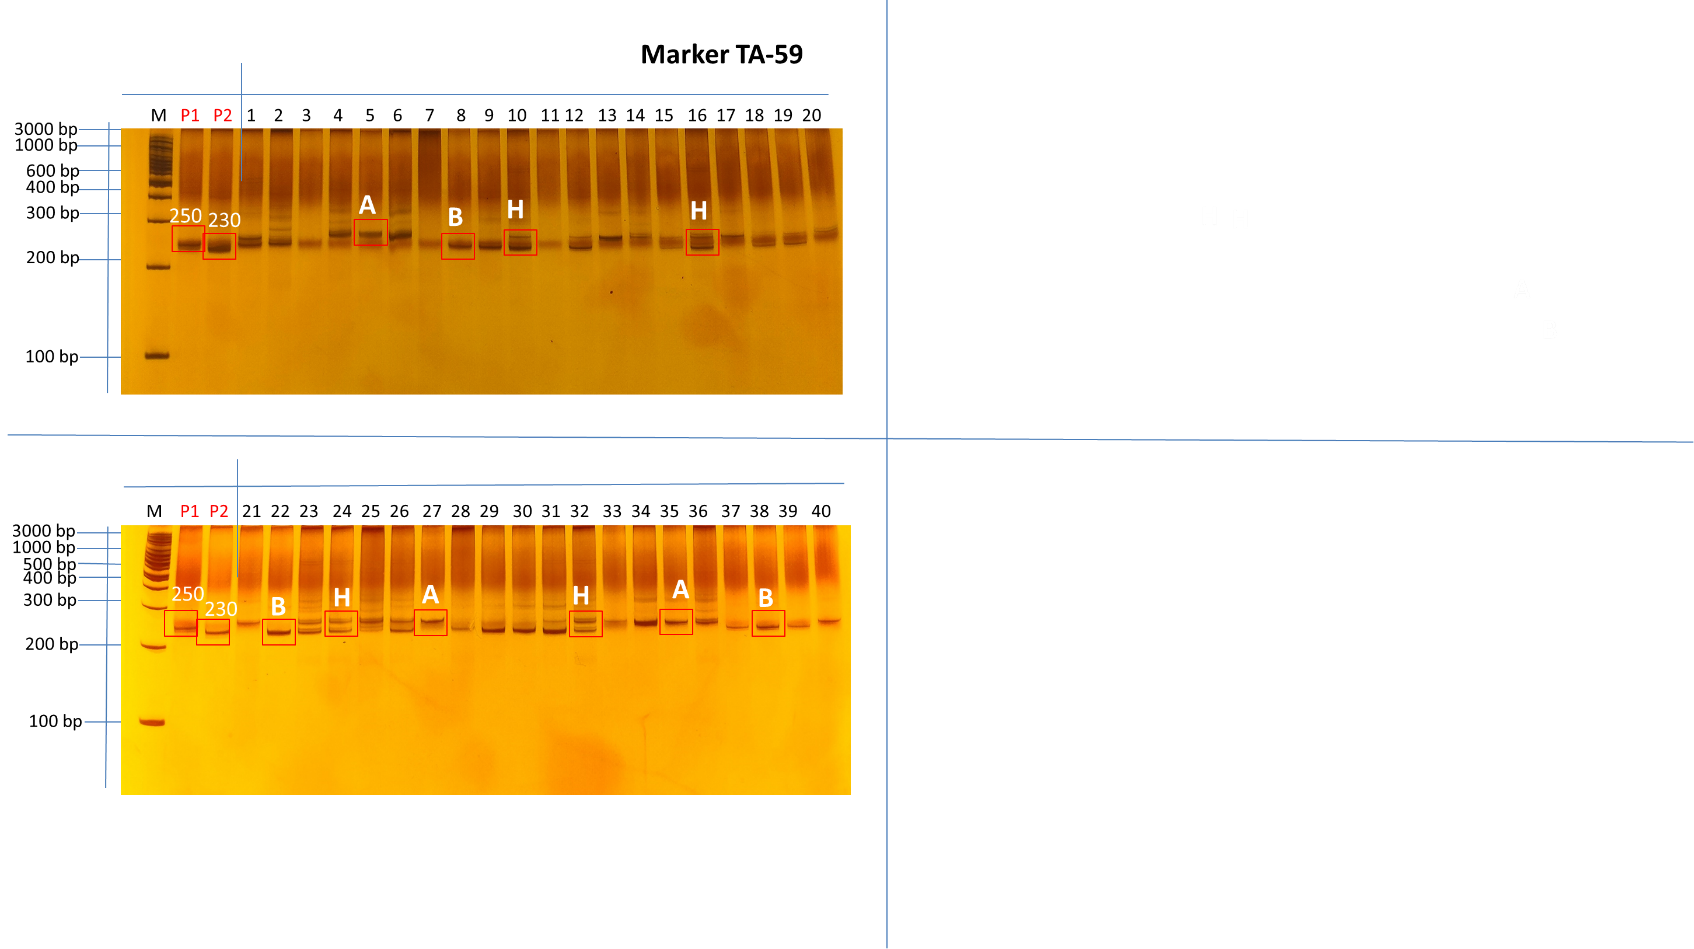 Marker TA-59
M P1 P2 1 2 3 4 5 6 7 8 9 10 11 12 13 14 15 16 17 18 19 20
3000 bp
1000 bp
600 bp
400 bp
300 bp
200 bp
100 bp
250 230 A B H H
M P1 P2 21 22 23 24 25 26 27 28 29 30 31 32 33 34 35 36 37 38 39 40
3000 bp
1000 bp
500 bp
400 bp
300 bp
200 bp
100 bp
250 230 B H A H A B